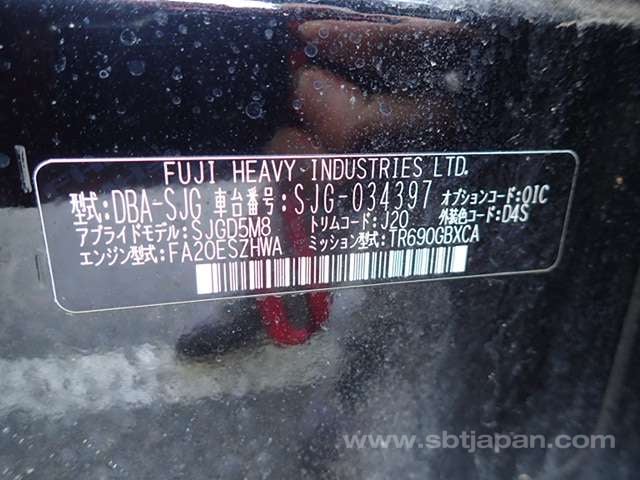 FUJI HEAVY INDUSTRIES LTD.
型式:DBA-SJG 車台番号:SJG-034397 オプションコード:QIC
アプライドモデル:SJGD5M8 トリムコード:J20 外装色コード:D4S
エンジン型式:FA20ESZHWA ミッション型式:TR690GBXCA
www.sbtjapan.com